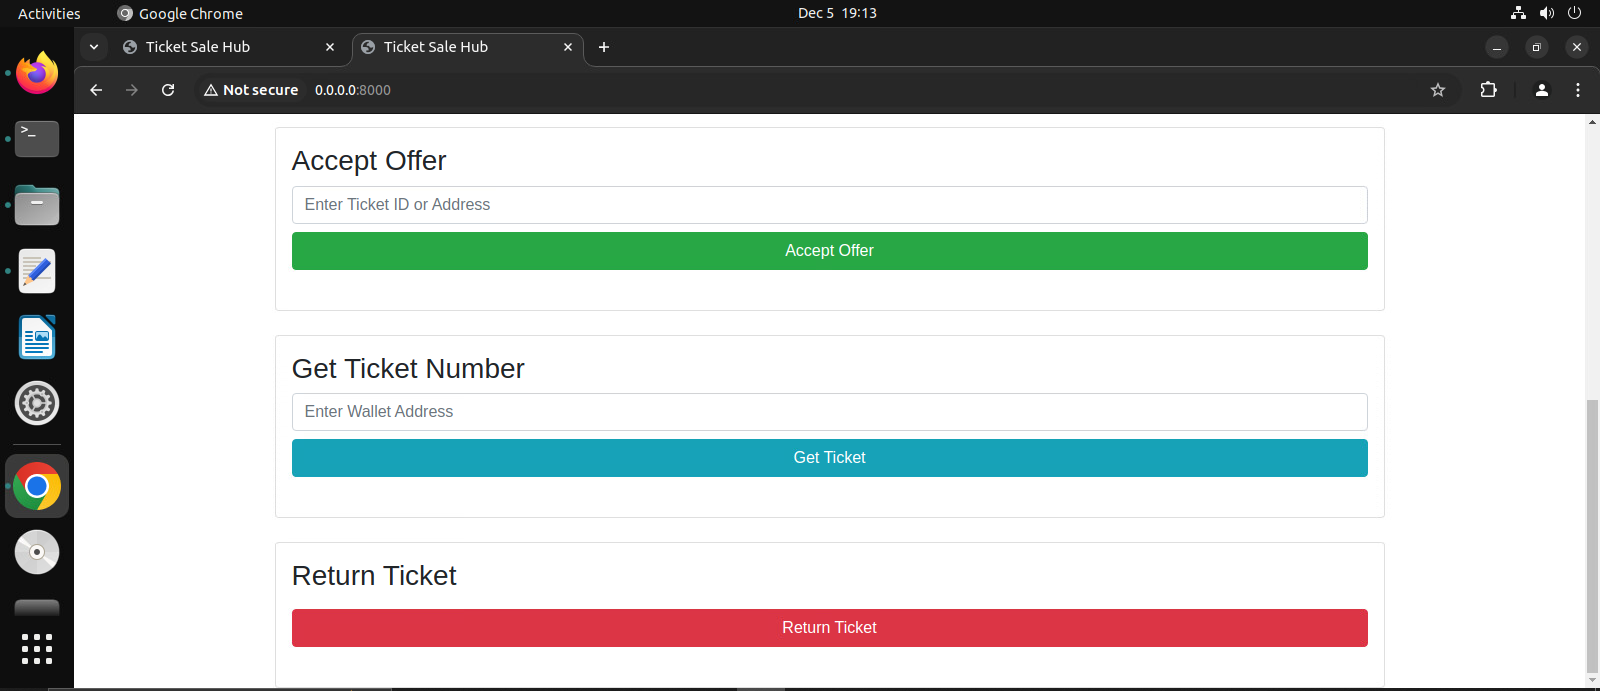 Activities
Google Chrome
Dec 5 19:13
Ticket Sale Hub
Ticket Sale Hub
Not secure
0.0.0.0:8000
>_
Accept Offer
Enter Ticket ID or Address
Accept Offer
Get Ticket Number
Enter Wallet Address
Get Ticket
Return Ticket
Return Ticket